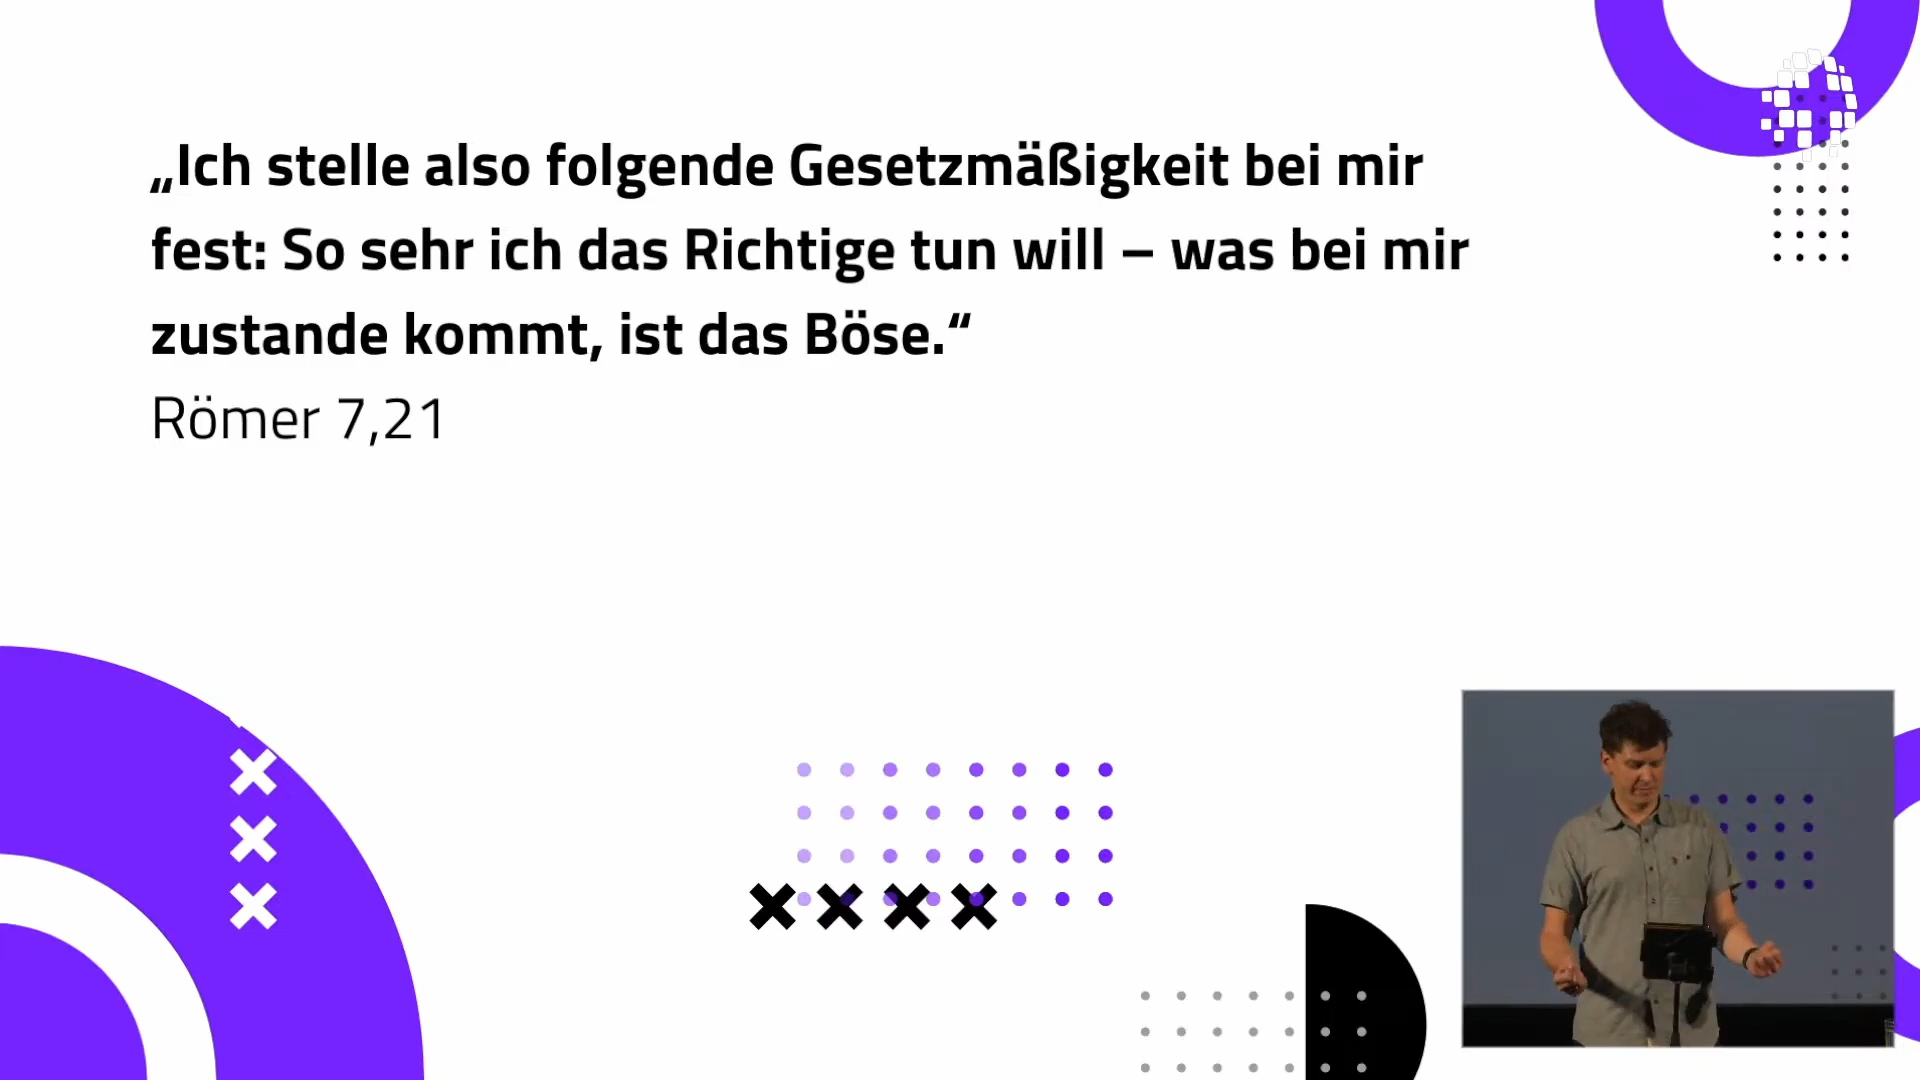 „Ich stelle also folgende Gesetzmäßigkeit bei mir
fest: So sehr ich das Richtige tun will – was bei mir
zustande kommt, ist das Böse.“
Römer 7,21